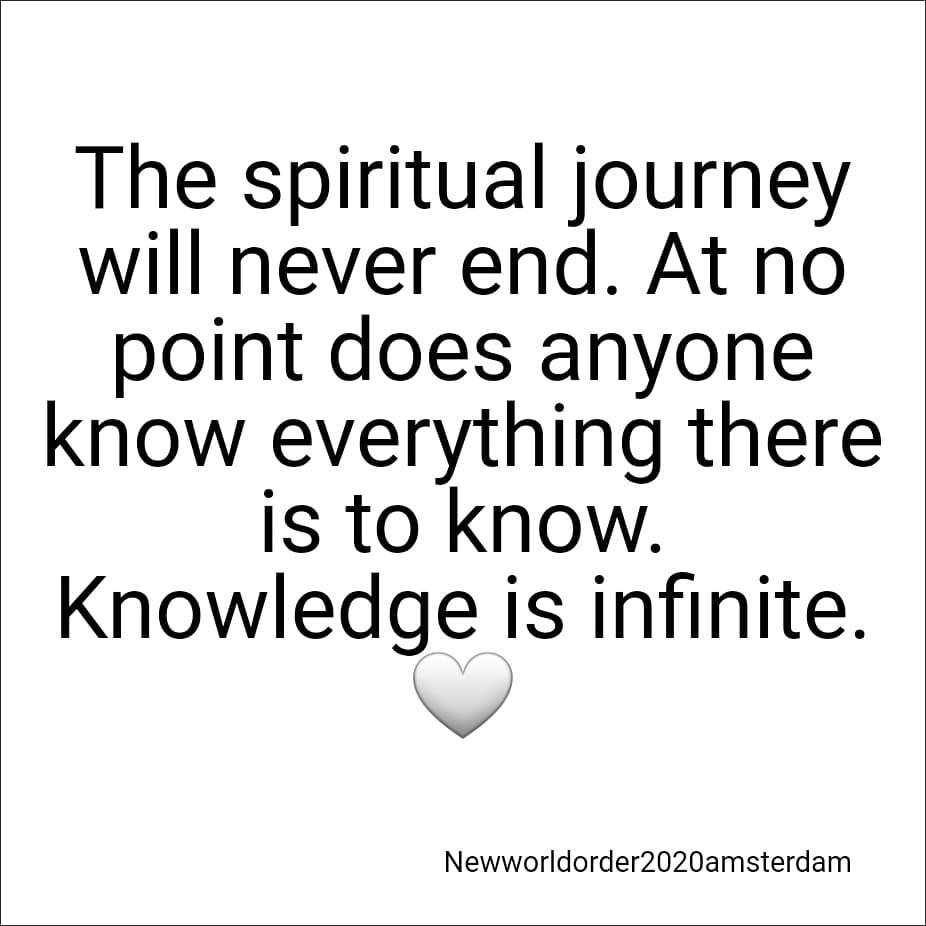 The spiritual journey
will never end. At no
point does anyone
know everything there
is to know.
Knowledge is infinite.
🤍
Newworldorder2020amsterdam